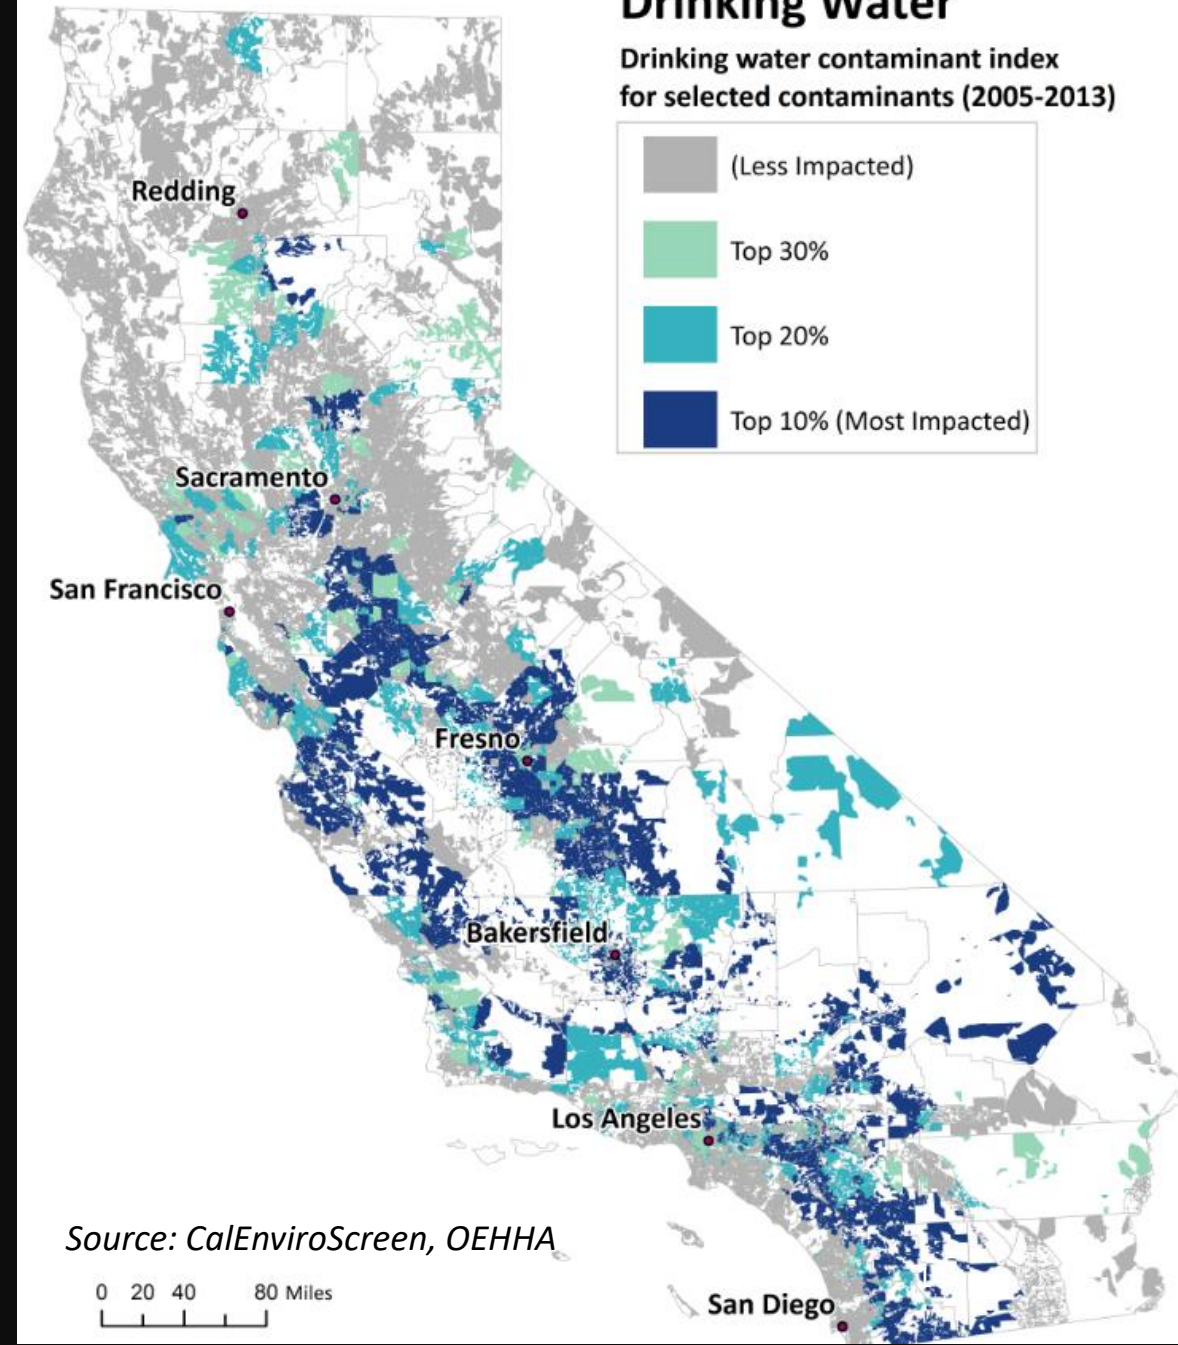 Drinking Water
Drinking water contaminant index
for selected contaminants (2005-2013)
(Less Impacted)
Top 30%
Top 20%
Top 10% (Most Impacted)
Redding
Sacramento
San Francisco
Fresno
Bakersfield
Los Angeles
San Diego
Source: CalEnviroScreen, OEHHA
0 20 40 80 Miles